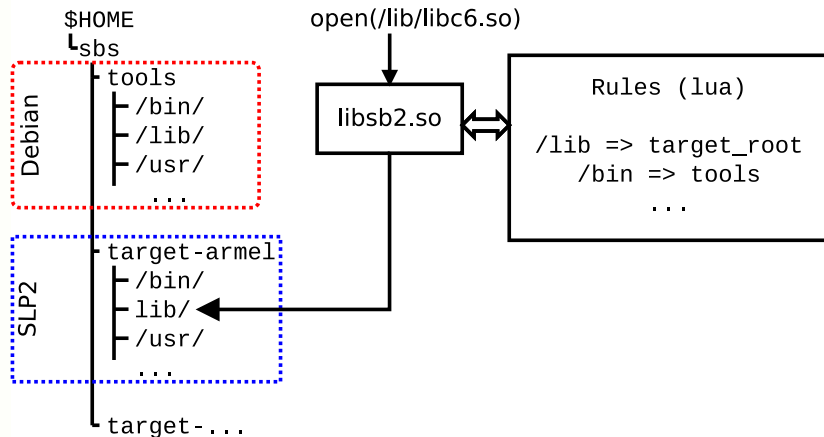 $HOME
sbs
Debian
tools
/bin/
/lib/
/usr/
...
SLP2
target-armel
/bin/
lib/
/usr/
...
target-...
open(/lib/libc6.so)
libsb2.so
Rules (lua)
/lib => target_root
/bin => tools
...